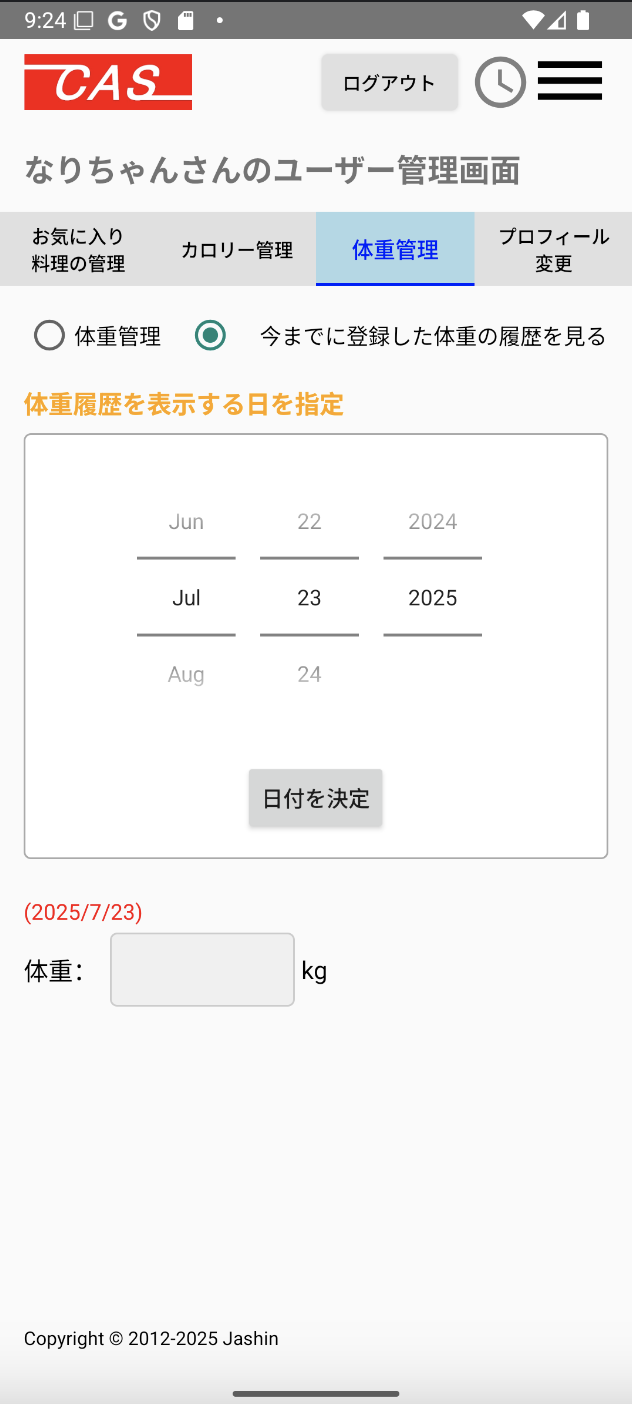 9:24
CAS
ログアウト
なりちゃんさんのユーザー管理画面
お気に入り
料理の管理
カロリー管理
体重管理
プロフィール
変更
体重管理
今までに登録した体重の履歴を見る
体重履歴を表示する日を指定
Jun 22 2024
Jul 23 2025
Aug 24
日付を決定
(2025/7/23)
体重： kg
Copyright © 2012-2025 Jashin